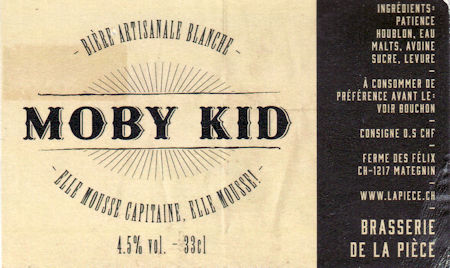 - BIÈRE ARTISANALE BLANCHE -
MOBY KID
- ELLE MOUSSE CAPITAINE, ELLE MOUSSE! -
4.5% vol. - 33cl
INGRÉDIENTS:
PATIENCE
HOUBLON, EAU
MALTS, AVOINE
SUCRE, LEVURE
–
À CONSOMMER DE
PRÉFÉRENCE AVANT LE:
VOIR BOUCHON
–
CONSIGNE 0.5 CHF
–
FERME DES FÉLIX
CH-1217 MATEGNIN
–
WWW.LAPIECE.CH
–
BRASSERIE
DE LA PIÈCE